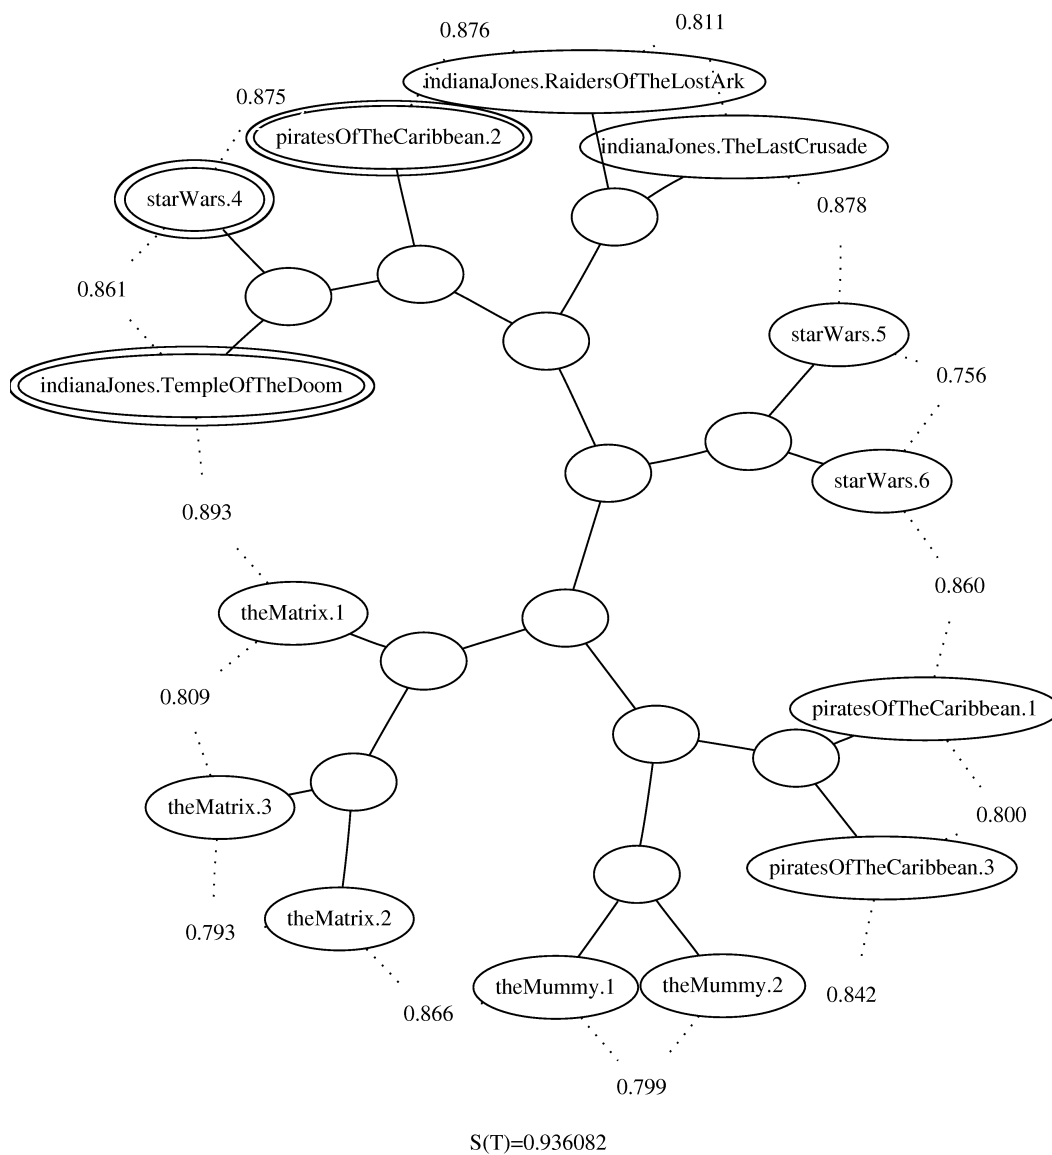 0.811
0.876
indianaJones.RaidersOfTheLostArk
0.875
piratesOfTheCaribbean.2
indianaJones.TheLastCrusade
starWars.4
0.878
0.861
starWars.5
0.756
indianaJones.TempleOfTheDoom
starWars.6
0.893
0.860
theMatrix.1
0.809
piratesOfTheCaribbean.1
theMatrix.3
0.800
piratesOfTheCaribbean.3
theMatrix.2
0.793
theMummy.1
theMummy.2
0.842
0.866
0.799
S(T)=0.936082